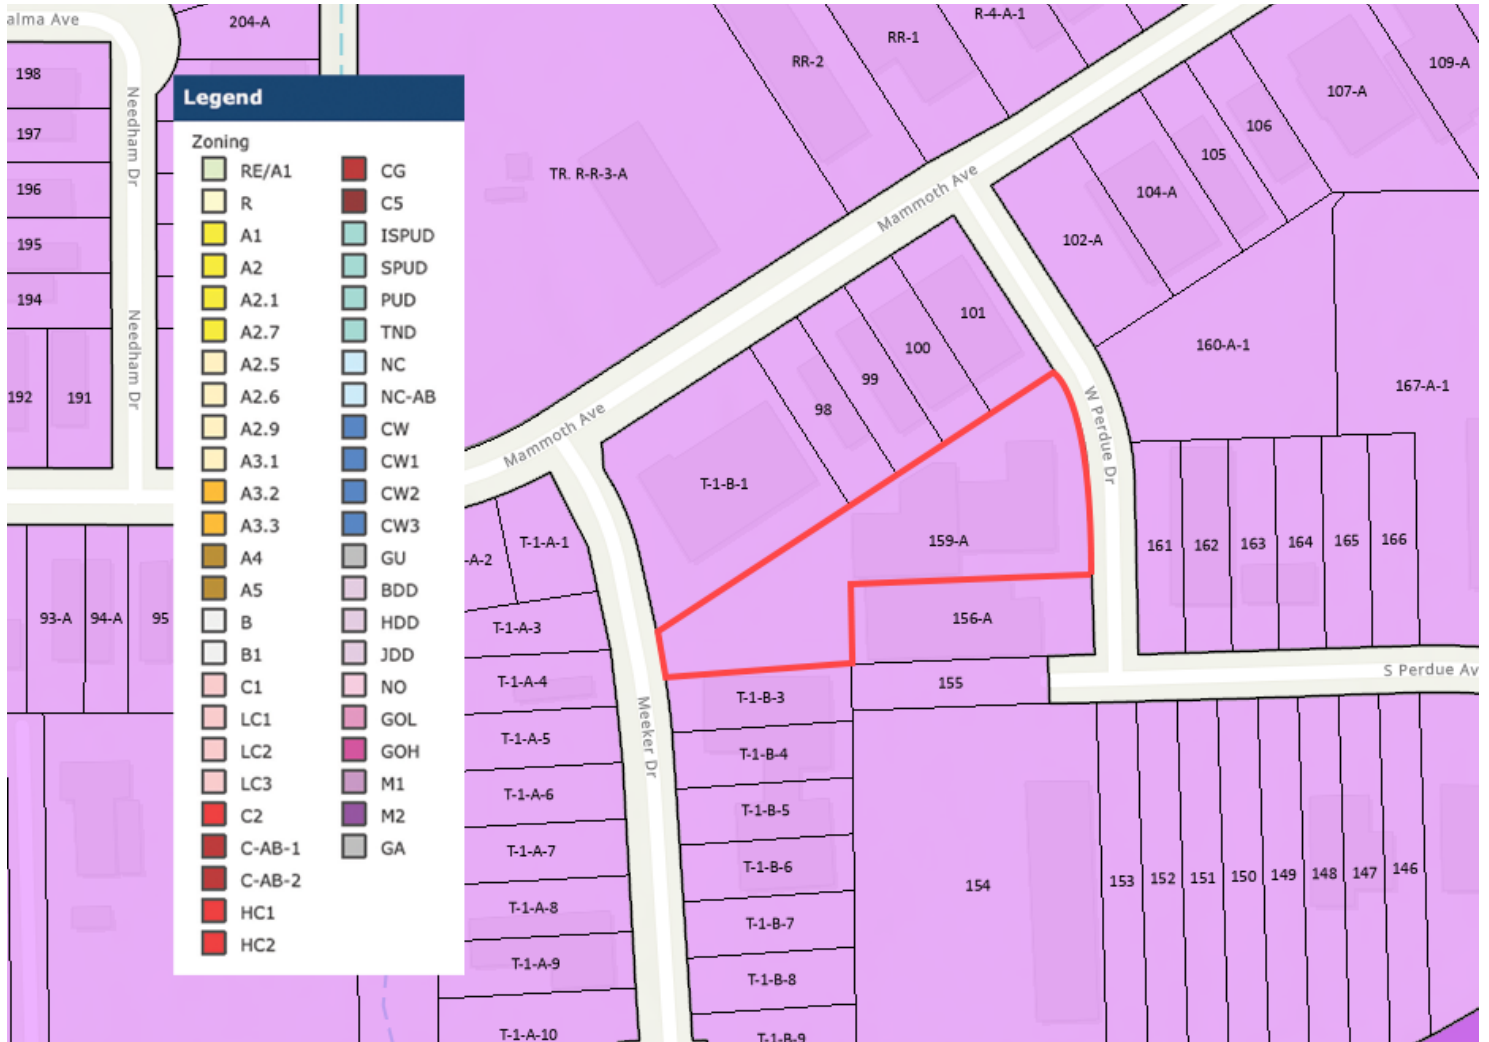 alma Ave
204-A
R-4-A-1
RR-1
RR-2
109-A
107-A
106
105
104-A
102-A
198
197
196
195
194
192
191
Needham Dr
Needham Dr
TR. R-R-3-A
Mammoth Ave
Mammoth Ave
Legend
Zoning
RE/A1
R
A1
A2
A2.1
A2.7
A2.5
A2.6
A2.9
A3.1
A3.2
A3.3
A4
A5
B
B1
C1
LC1
LC2
LC3
C2
C-AB-1
C-AB-2
HC1
HC2
CG
C5
ISPUD
SPUD
PUD
TND
NC
NC-AB
CW
CW1
CW2
CW3
GU
BDD
HDD
JDD
NO
GOL
GOH
M1
M2
GA
101
100
99
98
T-1-B-1
160-A-1
167-A-1
W Perdue Dr
159-A
156-A
155
161
162
163
164
165
166
S Perdue Av
-A-2
T-1-A-1
T-1-A-3
T-1-A-4
T-1-A-5
T-1-A-6
T-1-A-7
T-1-A-8
T-1-A-9
T-1-A-10
93-A
94-A
95
Meeker Dr
T-1-B-3
T-1-B-4
T-1-B-5
T-1-B-6
T-1-B-7
T-1-B-8
T-1-B-9
154
153
152
151
150
149
148
147
146